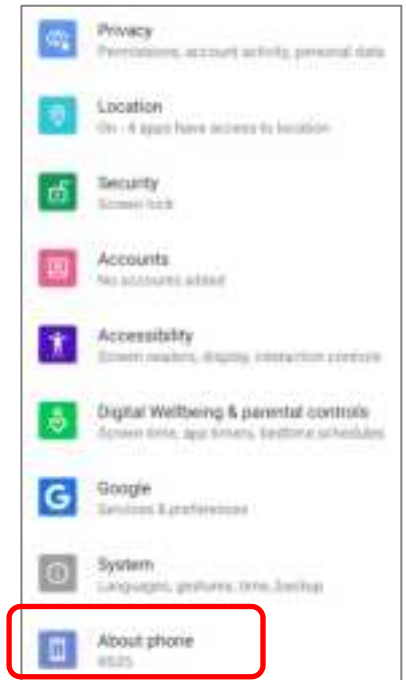 Privacy
Permissions, account activity, personal data
Location
On - 4 apps have access to location
Security
Screen lock
Accounts
No accounts added
Accessibility
Screen readers, display, interaction controls
Digital Wellbeing & parental controls
Screen time, app timers, bedtime schedules
Google
Services & preferences
System
Languages, gestures, time, backup
About phone